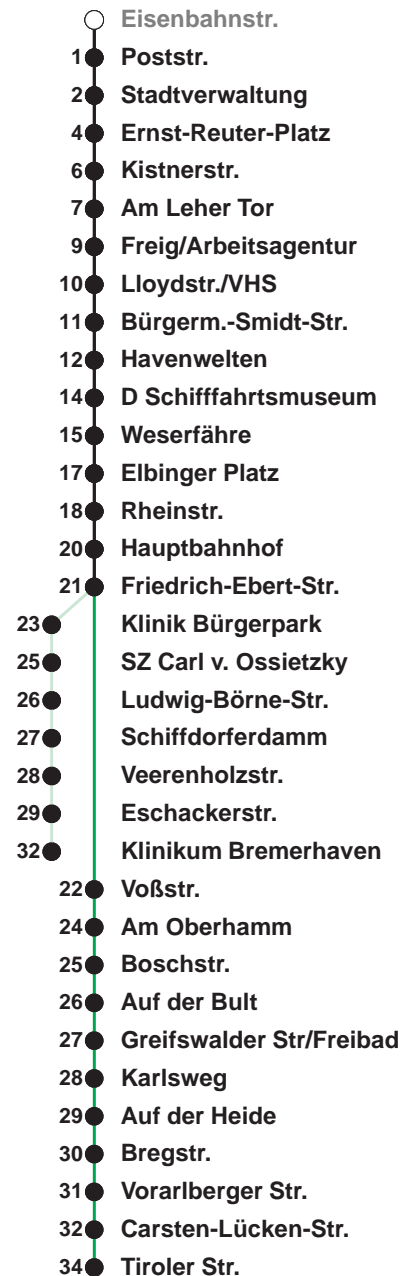 Eisenbahnstr.
1 Poststr.
2 Stadtverwaltung
4 Ernst-Reuter-Platz
6 Kistnerstr.
7 Am Leher Tor
9 Freig/Arbeitsagentur
10 Lloydstr./VHS
11 Bürgerm.-Smidt-Str.
12 Havenwelten
14 D Schifffahrtsmuseum
15 Weserfähre
17 Elbinger Platz
18 Rheinstr.
20 Hauptbahnhof
21 Friedrich-Ebert-Str.
23 Klinik Bürgerpark
25 SZ Carl v. Ossietzky
26 Ludwig-Börne-Str.
27 Schiffdorferdamm
28 Veerenholzstr.
29 Eschackerstr.
32 Klinikum Bremerhaven
22 Voßstr.
24 Am Oberhamm
25 Boschstr.
26 Auf der Bult
27 Greifswalder Str/Freibad
28 Karlsweg
29 Auf der Heide
30 Bregstr.
31 Vorarlberger Str.
32 Carsten-Lücken-Str.
34 Tiroler Str.